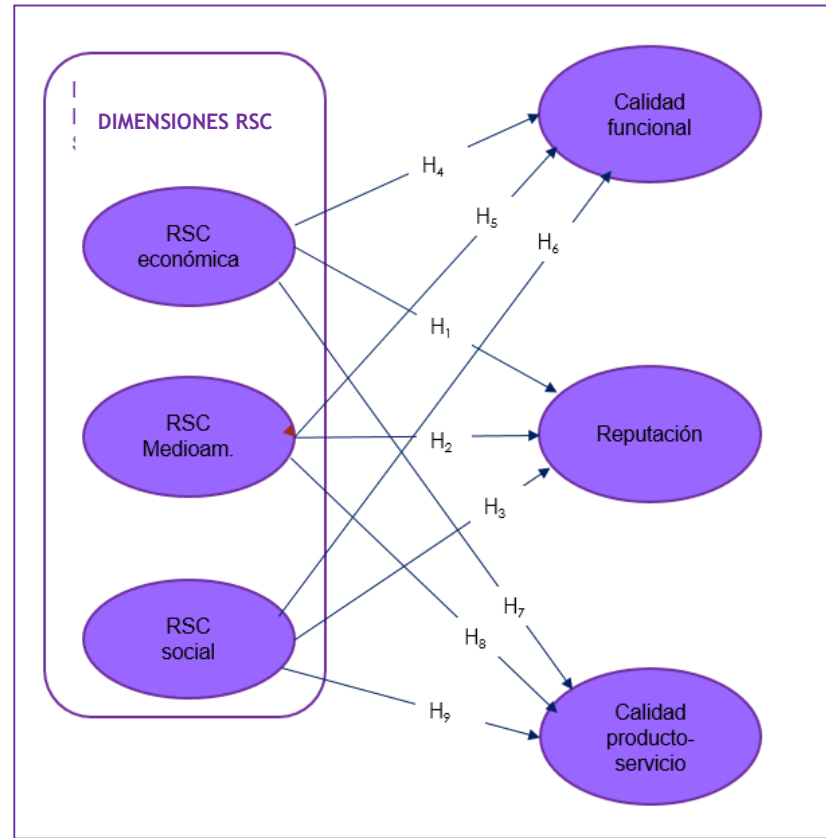 DIMENSIONES RSC
Calidad
funcional
H₄
H₅
H₆
RSC
económica
H₁
RSC
Medioam.
H₂
Reputación
H₃
RSC
social
H₇
H₈
H₉
Calidad
producto-
servicio